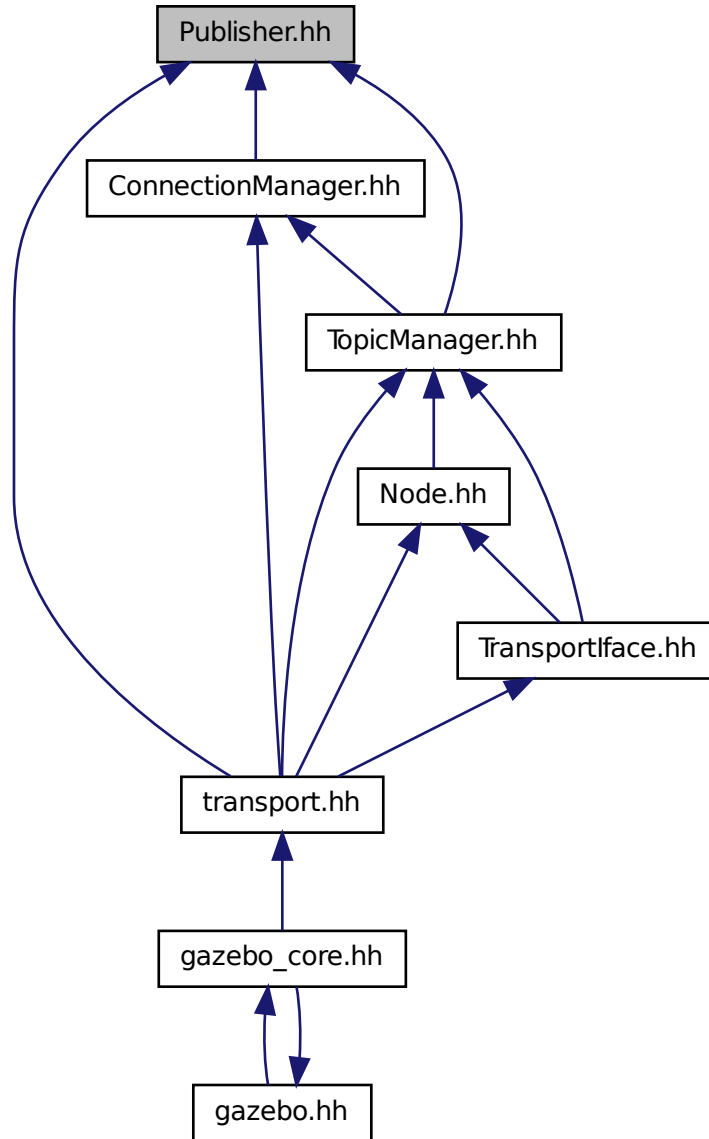 Publisher.hh
ConnectionManager.hh
TopicManager.hh
Node.hh
TransportIface.hh
transport.hh
gazebo_core.hh
gazebo.hh